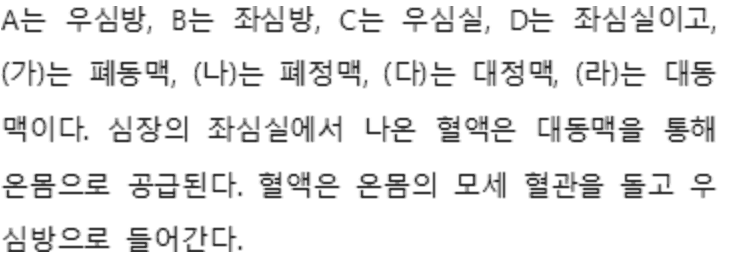 A는 우심방, B는 좌심방, C는 우심실, D는 좌심실이고,
(가)는 폐동맥, (나)는 폐정맥, (다)는 대정맥, (라)는 대동
맥이다. 심장의 좌심실에서 나온 혈액은 대동맥을 통해
온몸으로 공급된다. 혈액은 온몸의 모세 혈관을 돌고 우
심방으로 들어간다.